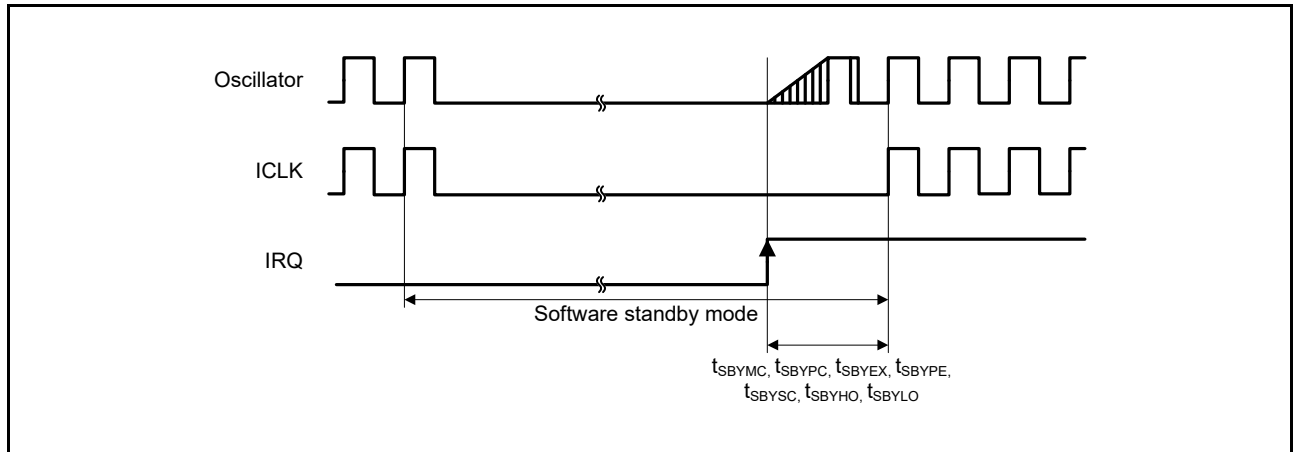 Oscillator
ICLK
IRQ
Software standby mode
tSBYMC, tSBYPC, tSBYEX, tSBYPE,
tSBYSC, tSBYHO, tSBYLO